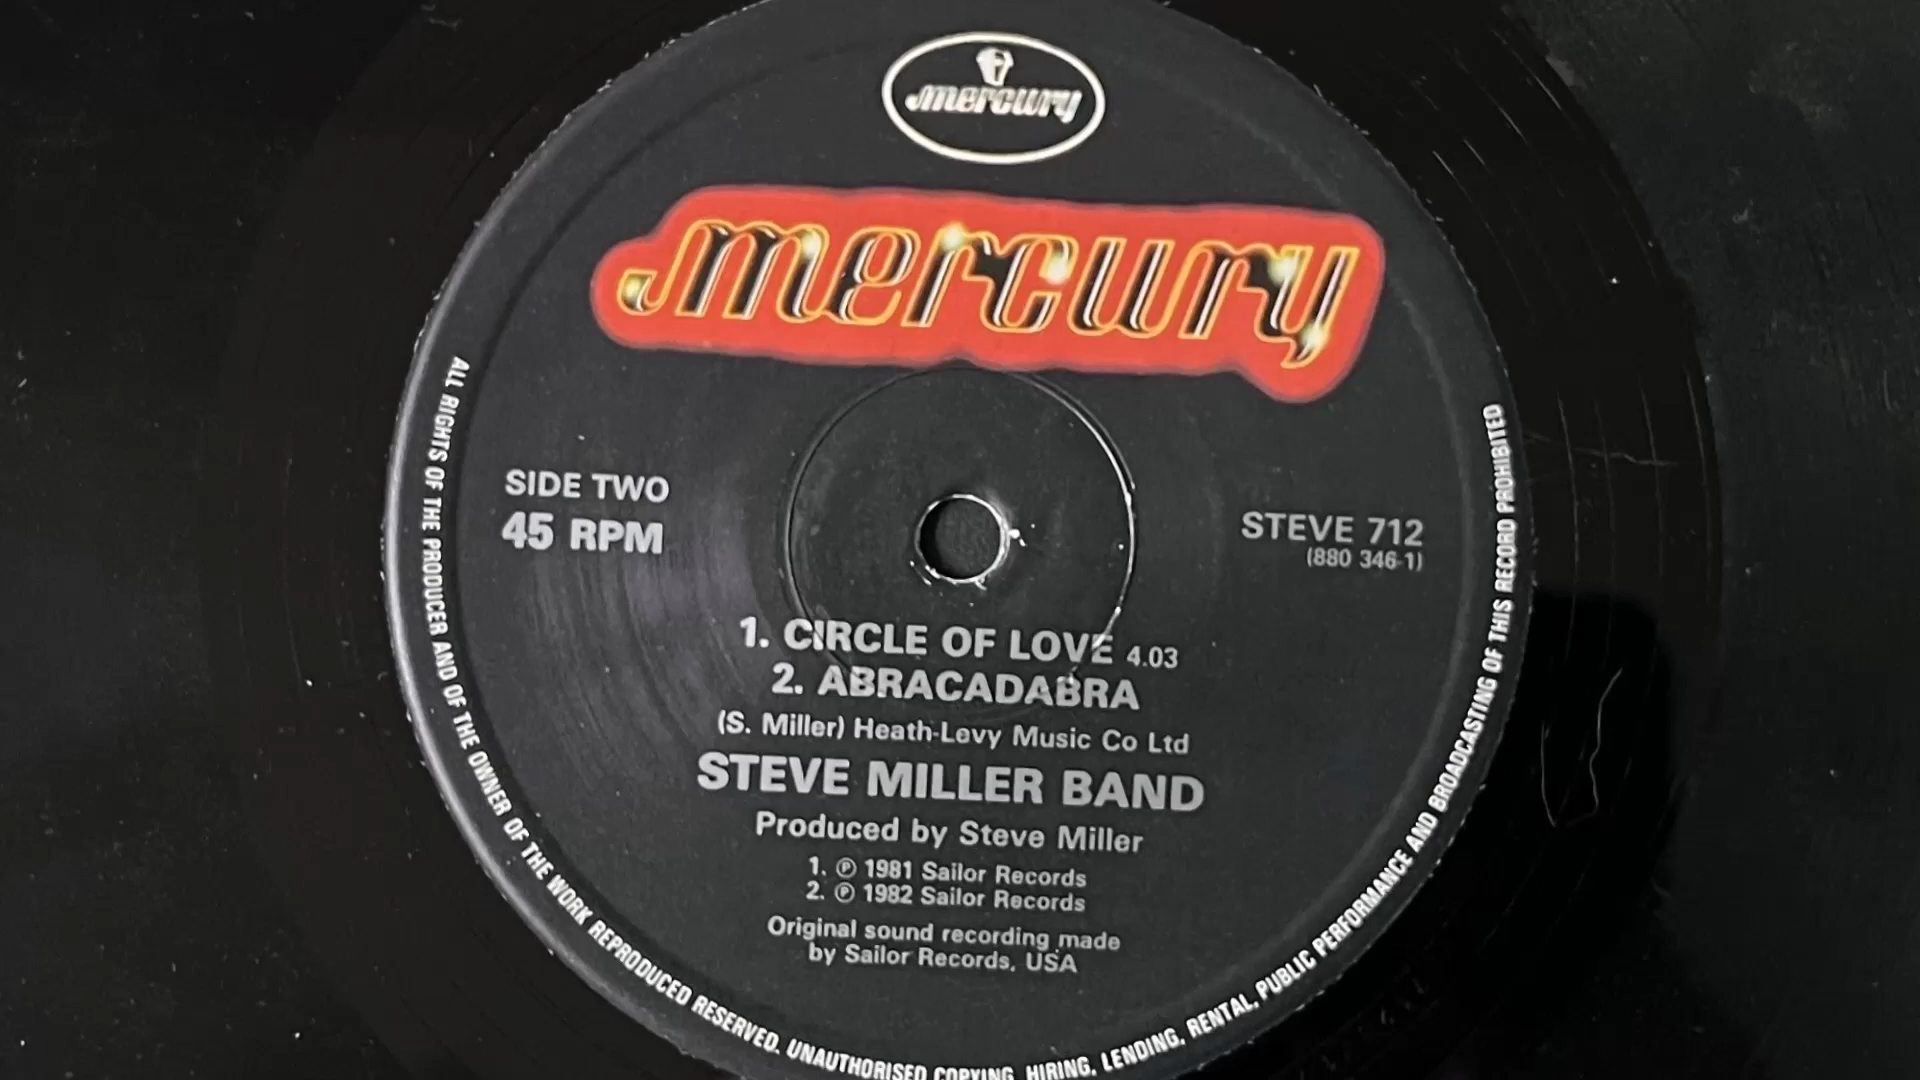 mercury
mercury
SIDE TWO
45 RPM
STEVE 712
(880 346-1)
1. CIRCLE OF LOVE 4.03
2. ABRACADABRA
(S. Miller) Heath-Levy Music Co Ltd
STEVE MILLER BAND
Produced by Steve Miller
1. ℗ 1981 Sailor Records
2. ℗ 1982 Sailor Records
Original sound recording made
by Sailor Records, USA
ALL RIGHTS OF THE PRODUCER AND OF THE OWNER OF THE WORK REPRODUCED RESERVED. UNAUTHORISED COPYING, HIRING, LENDING, RENTAL, PUBLIC PERFORMANCE AND BROADCASTING OF THIS RECORD PROHIBITED